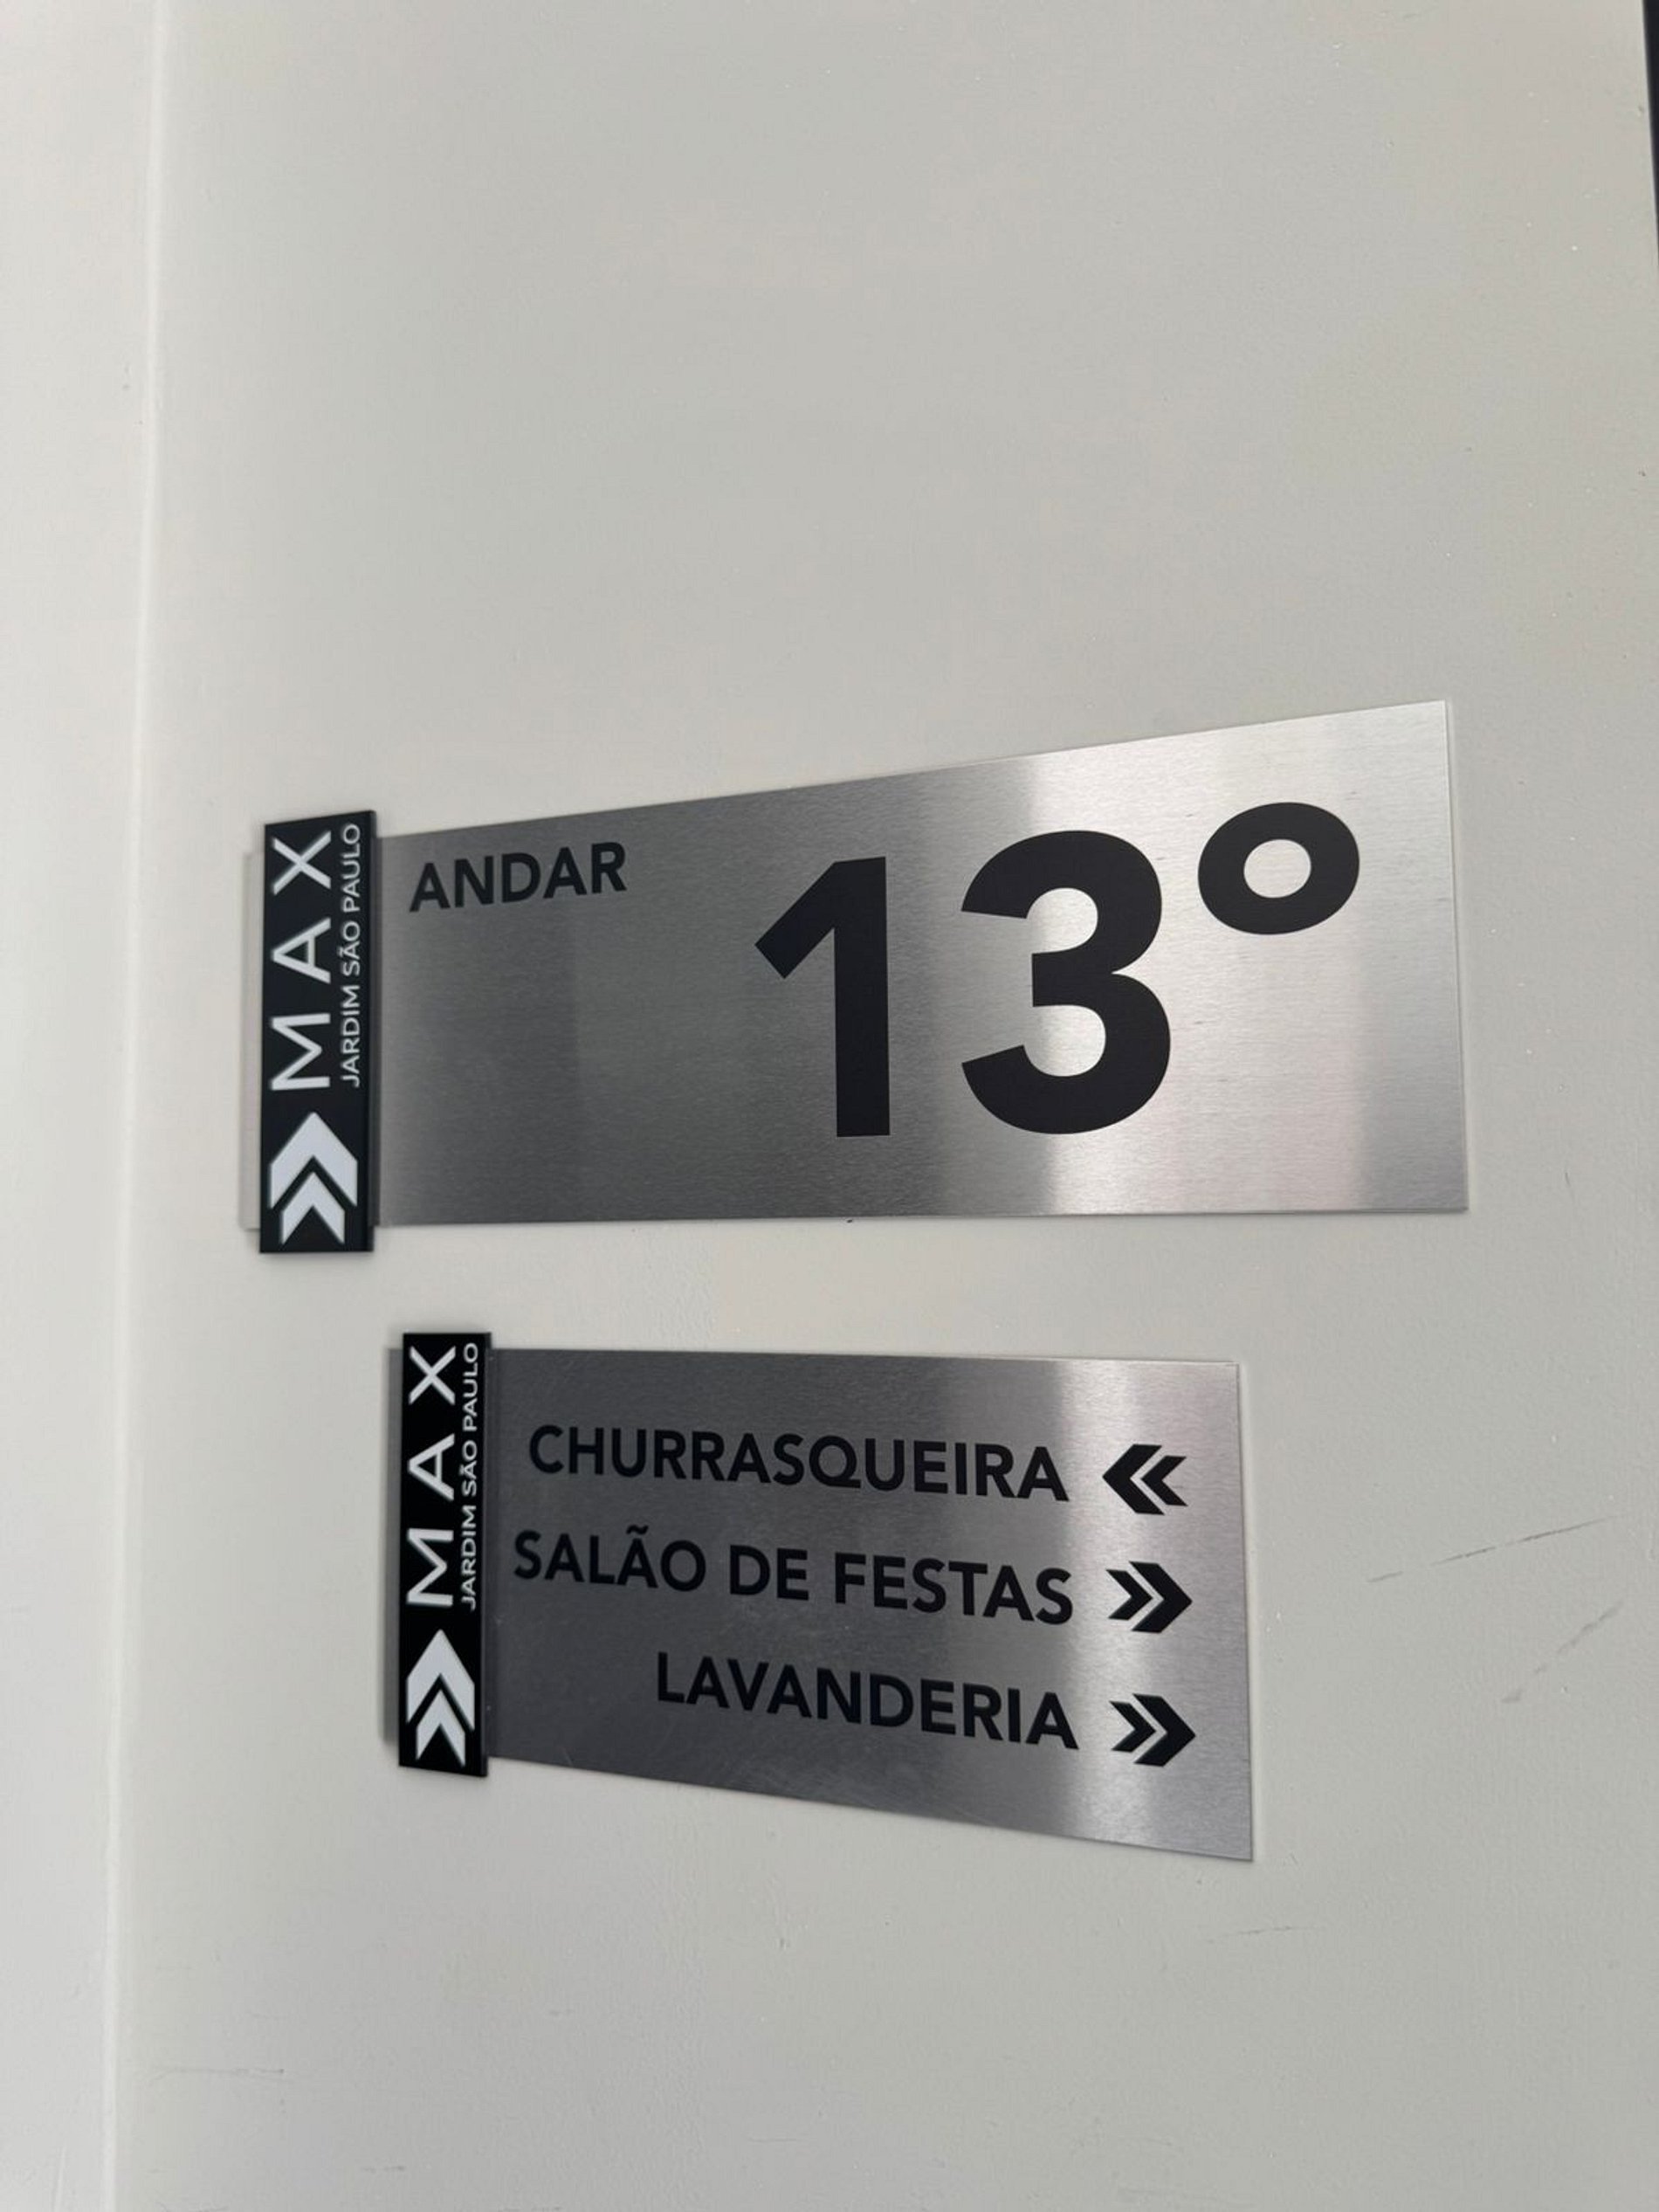 MAX
JARDIM SÃO PAULO
ANDAR
13º
MAX
JARDIM SÃO PAULO
CHURRASQUEIRA
SALÃO DE FESTAS
LAVANDERIA